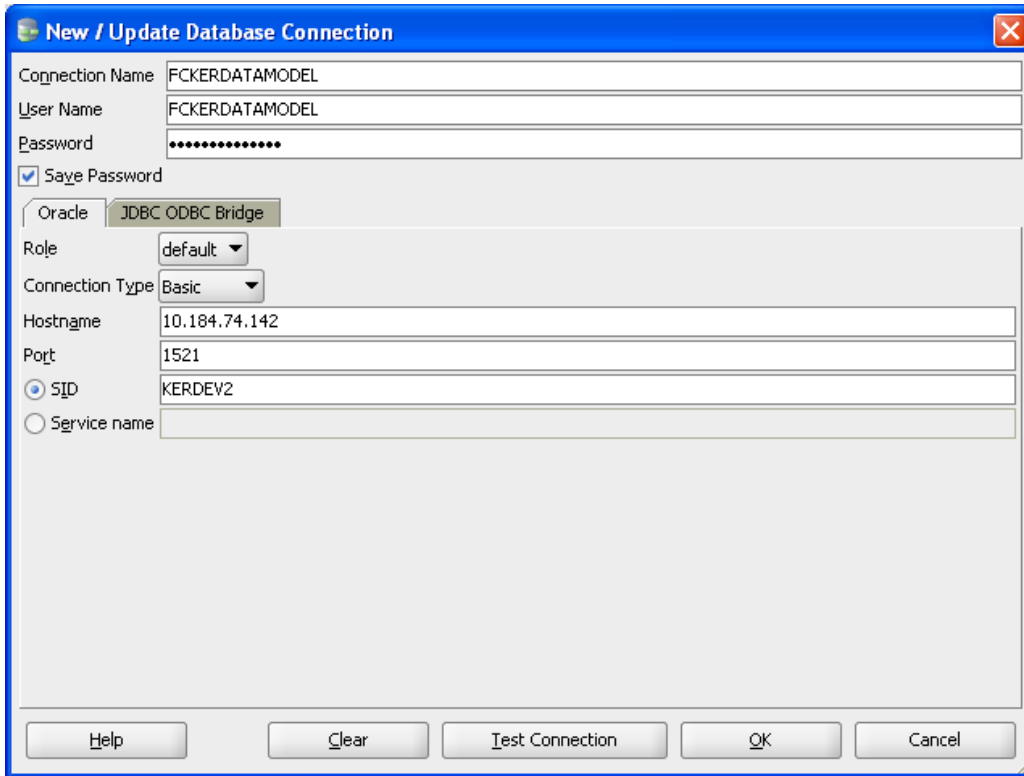 New / Update Database Connection
Connection Name FCKERDATAMODEL
User Name FCKERDATAMODEL
Password ••••••••••••••
Save Password
Oracle JDBC ODBC Bridge
Role default
Connection Type Basic
Hostname 10.184.74.142
Port 1521
SID KERDEV2
Service name
Help Clear Test Connection OK Cancel